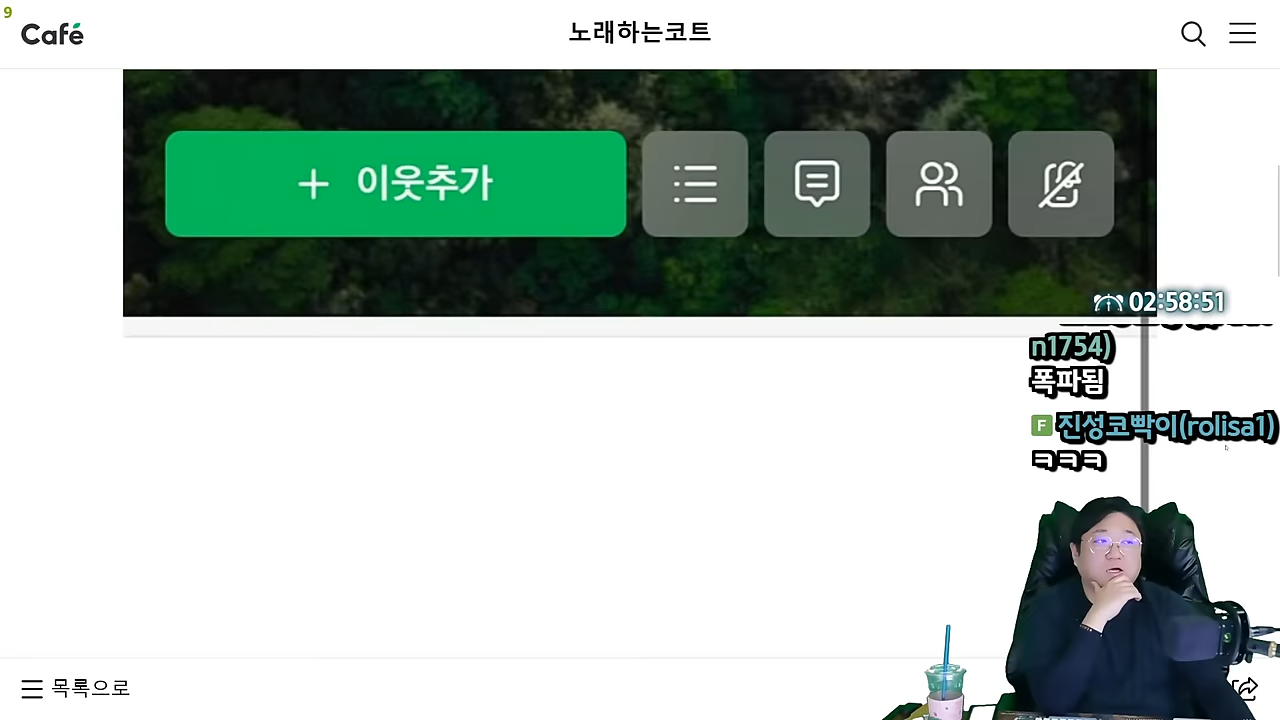 9
Café
노래하는코트
이웃추가
02:58:51
n1754)
폭파됨
F 진성코빡이(rolisa1)
ㅋㅋㅋ
목록으로